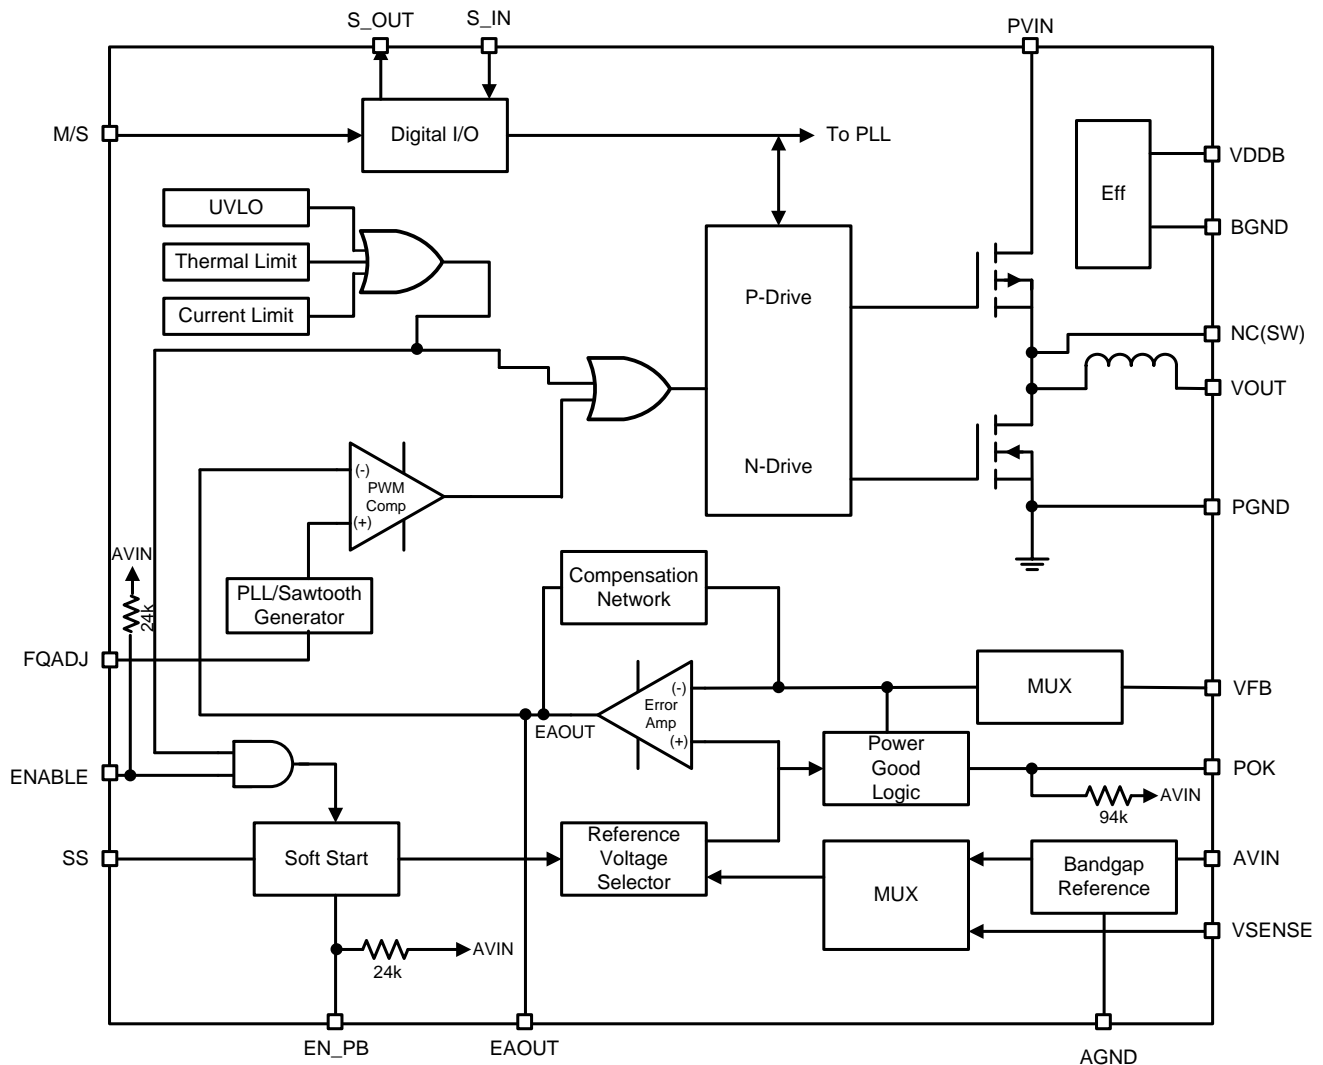 S_OUT
S_IN
PVIN
M/S
Digital I/O
To PLL
VDDB
Eff
BGND
UVLO
Thermal Limit
Current Limit
P-Drive
N-Drive
NC(SW)
VOUT
PGND
(-)
PWM
Comp
(+)
AVIN
24k
PLL/Sawtooth
Generator
FQADJ
Compensation
Network
MUX
VFB
(-)
Error
Amp
(+)
EAOUT
Power
Good
Logic
POK
94k
AVIN
ENABLE
SS
Soft Start
Reference
Voltage
Selector
MUX
Bandgap
Reference
AVIN
VSENSE
24k
AVIN
EN_PB
EAOUT
AGND